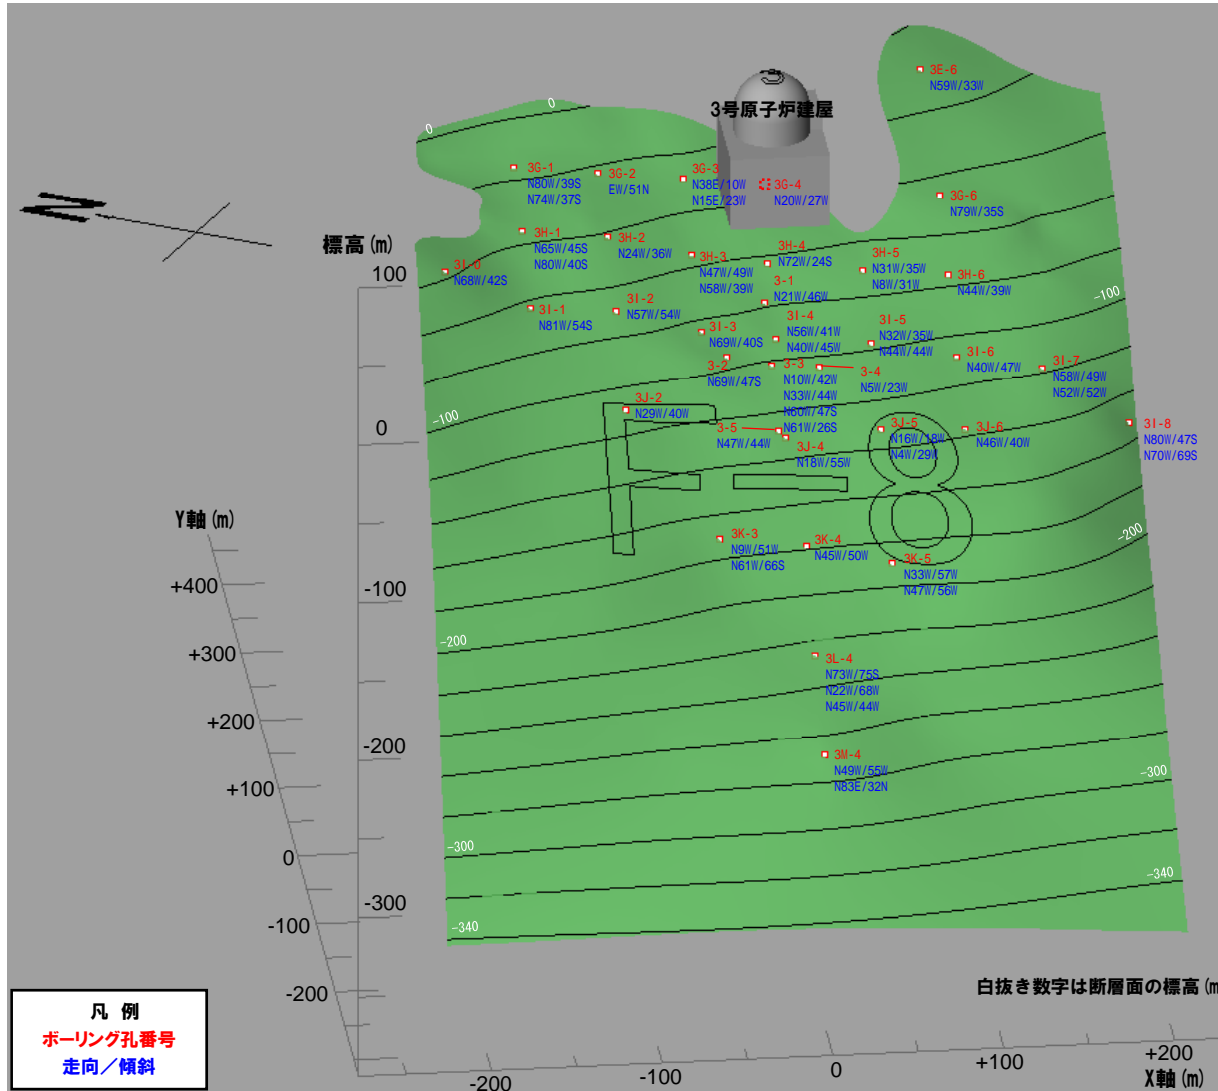 3E-6
N59W/33W
3号原子炉建屋
0
0
3G-1
N80W/39S
N74W/37S
3G-2
EW/51N
3G-3
N38E/10W
N15E/23W
3G-4
N20W/27W
3G-6
N79W/35S
N
標高(m)
3H-1
N65W/45S
N80W/40S
3H-2
N24W/36W
3H-3
N47W/49W
N58W/39W
3H-4
N72W/24S
3H-5
N31W/35W
N8W/31W
3H-6
N44W/39W
3I-0
N68W/42S
3-1
N21W/46W
100
-100
3I-1
N81W/54S
3I-2
N57W/54W
3I-3
N69W/40S
3I-4
N56W/41W
N40W/45W
3I-5
N32W/35W
N44W/44W
3I-6
N40W/47W
3I-7
N58W/49W
N52W/52W
3-2
N69W/47S
3-3
N10W/42W
N33W/44W
N60W/47S
N61W/26S
3-4
N5W/23W
-100
3J-2
N29W/40W
3-5
N47W/44W
3J-4
N18W/55W
3J-5
N16W/18W
N4W/29W
3J-6
N46W/40W
3I-8
N80W/47S
N70W/69S
0
F-8
Y軸(m)
3K-3
N9W/51W
N61W/66S
3K-4
N45W/50W
3K-5
N33W/57W
N47W/56W
-200
+400
-100
-200
+300
3L-4
N73W/75S
N22W/68W
N45W/44W
+200
-200
3M-4
N49W/55W
N83E/32N
-300
+100
-300
0
-300
-340
-100
-340
-200
白抜き数字は断層面の標高(m
凡 例
ボーリング孔番号
走向/傾斜
-200
-100
0
+100
+200
X軸(m)